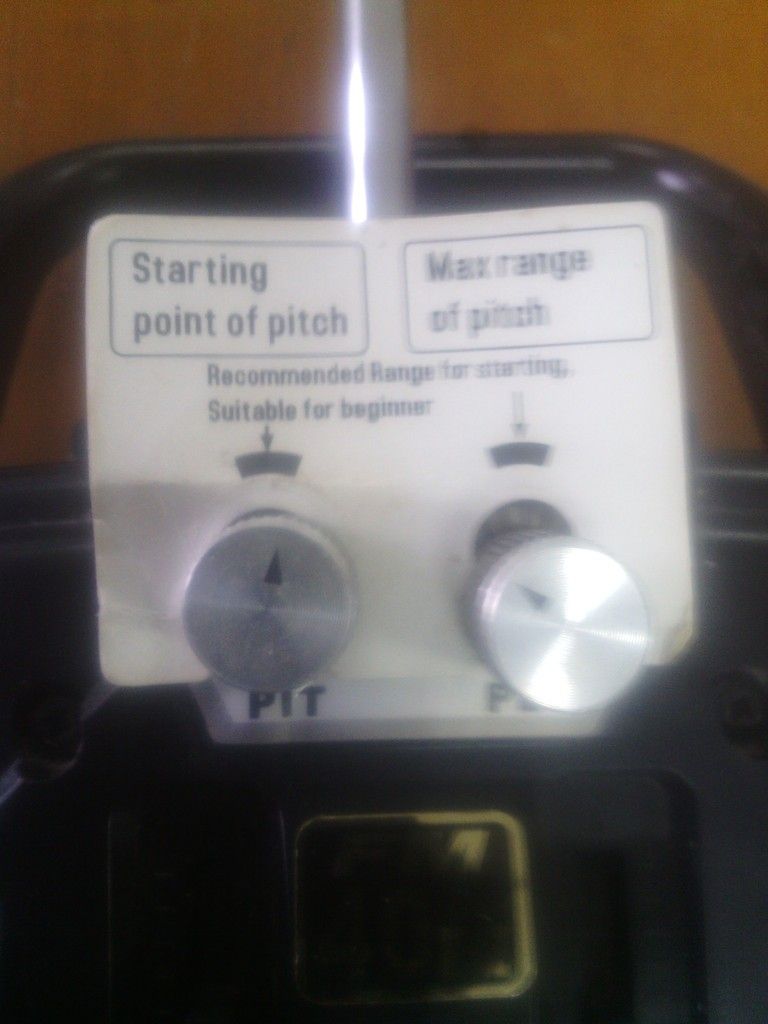 Starting
point of pitch
Max range
of pitch
Recommended Range for starting.
Suitable for beginner
PIT